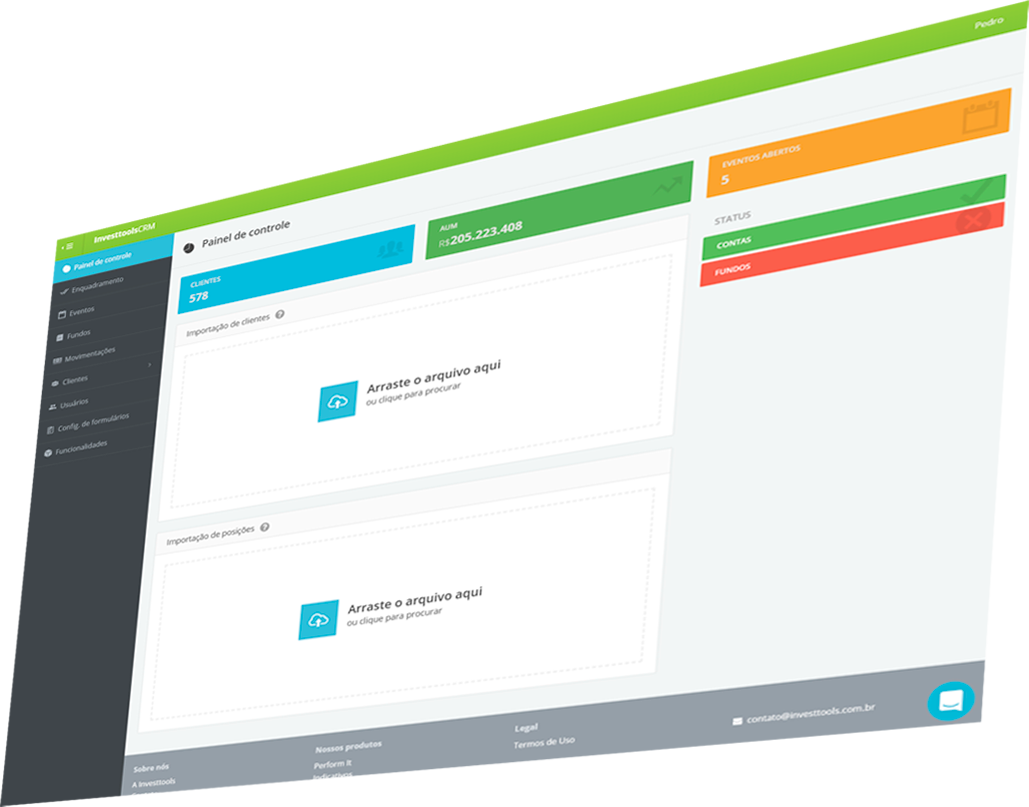 Pedro
InvesttoolsCRM
Painel de controle
Enquadramento
Eventos
Fundos
Movimentações
Clientes
Usuários
Config. de formulários
Funcionalidades
Painel de controle
CLIENTES
578
AUM
R$205.223.408
EVENTOS ABERTOS
5
STATUS
CONTAS
FUNDOS
Importação de clientes ?
Arraste o arquivo aqui
ou clique para procurar
Importação de posições ?
Arraste o arquivo aqui
ou clique para procurar
Sobre nós
A Investtools
Nossos produtos
Perform It
Indicativos
Legal
Termos de Uso
contato@investtools.com.br